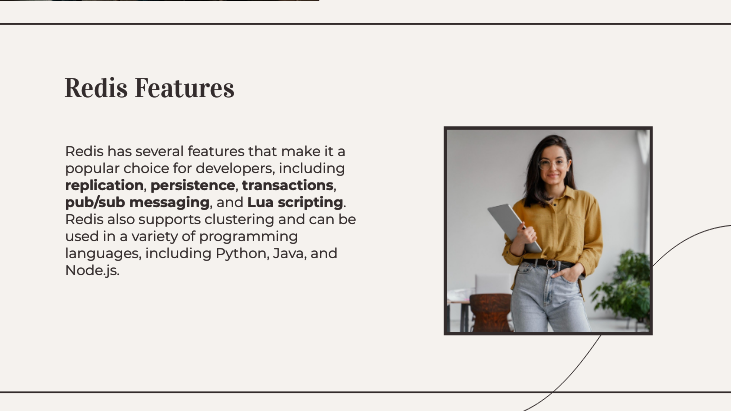 Redis Features
Redis has several features that make it a
popular choice for developers, including
replication, persistence, transactions,
pub/sub messaging, and Lua scripting.
Redis also supports clustering and can be
used in a variety of programming
languages, including Python, Java, and
Node.js.